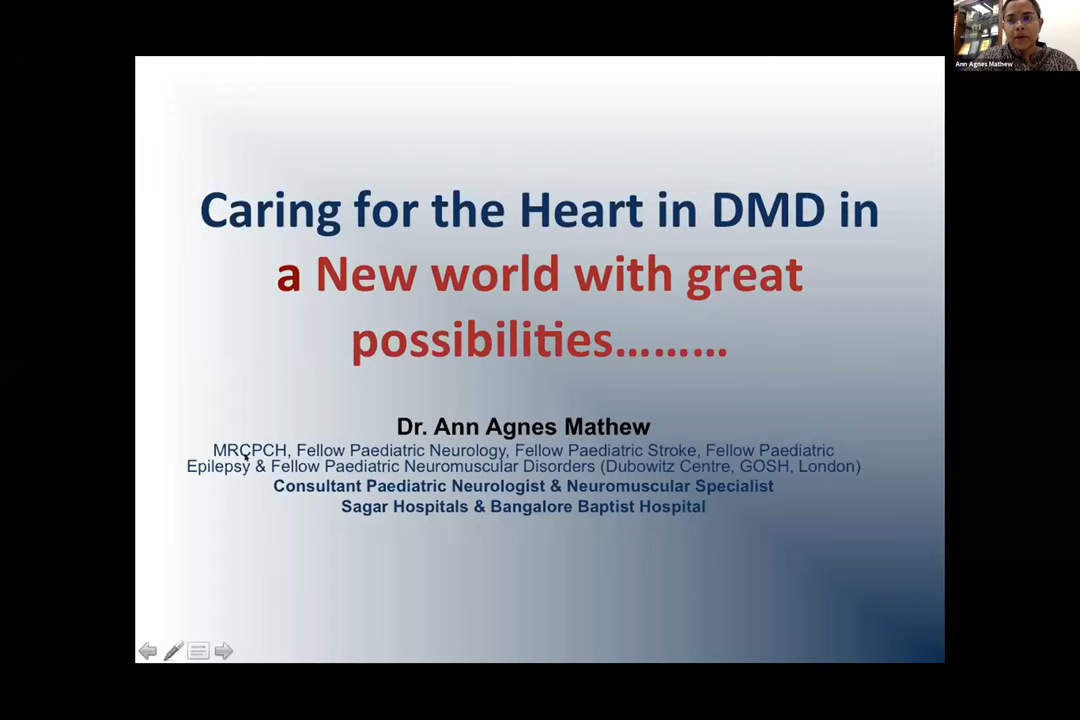 Ann Agnes Mathew
Caring for the Heart in DMD in
a New world with great
possibilities.........
Dr. Ann Agnes Mathew
MRCPCH, Fellow Paediatric Neurology, Fellow Paediatric Stroke, Fellow Paediatric
Epilepsy & Fellow Paediatric Neuromuscular Disorders (Dubowitz Centre, GOSH, London)
Consultant Paediatric Neurologist & Neuromuscular Specialist
Sagar Hospitals & Bangalore Baptist Hospital